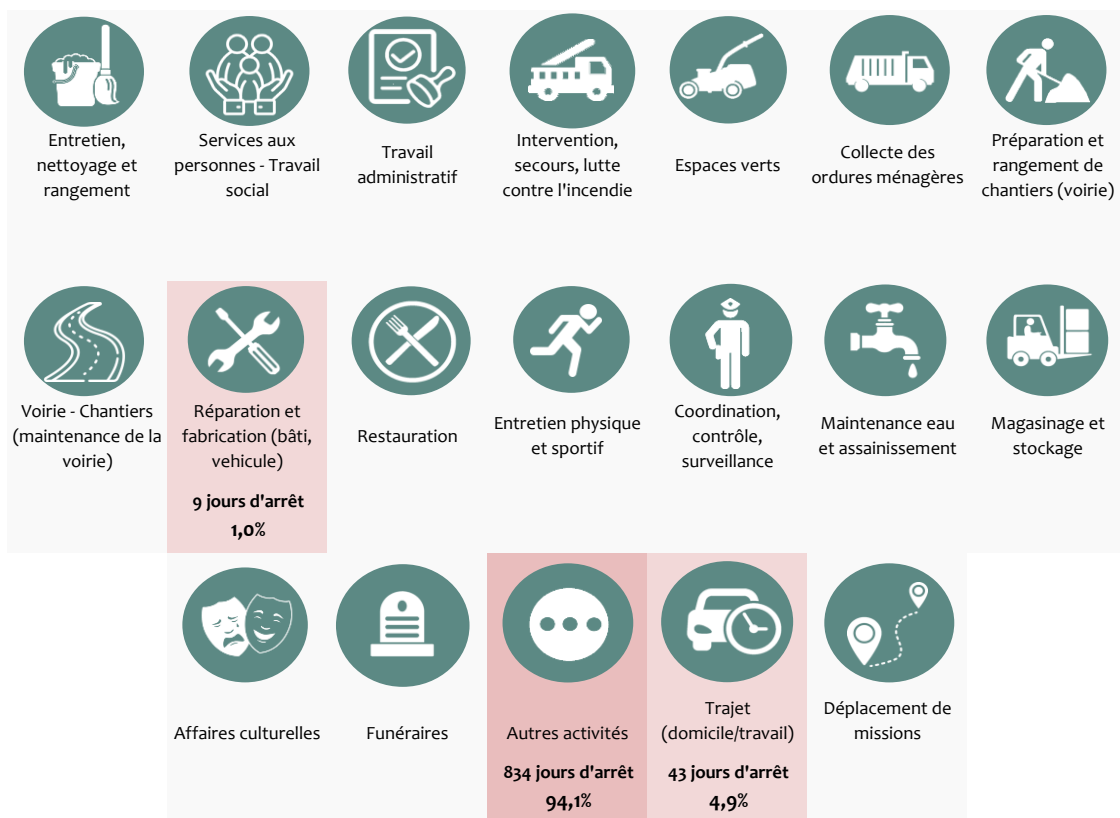 Entretien,
nettoyage et
rangement
Services aux
personnes - Travail
social
Travail
administratif
Intervention,
secours, lutte
contre l'incendie
Espaces verts
Collecte des
ordures ménagères
Préparation et
rangement de
chantiers (voirie)
Voirie - Chantiers
(maintenance de la
voirie)
Réparation et
fabrication (bâti,
vehicule)
9 jours d'arrêt
1,0%
Restauration
Entretien physique
et sportif
Coordination,
contrôle,
surveillance
Maintenance eau
et assainissement
Magasinage et
stockage
Affaires culturelles
Funéraires
Autres activités
834 jours d'arrêt
94,1%
Trajet
(domicile/travail)
43 jours d'arrêt
4,9%
Déplacement de
missions